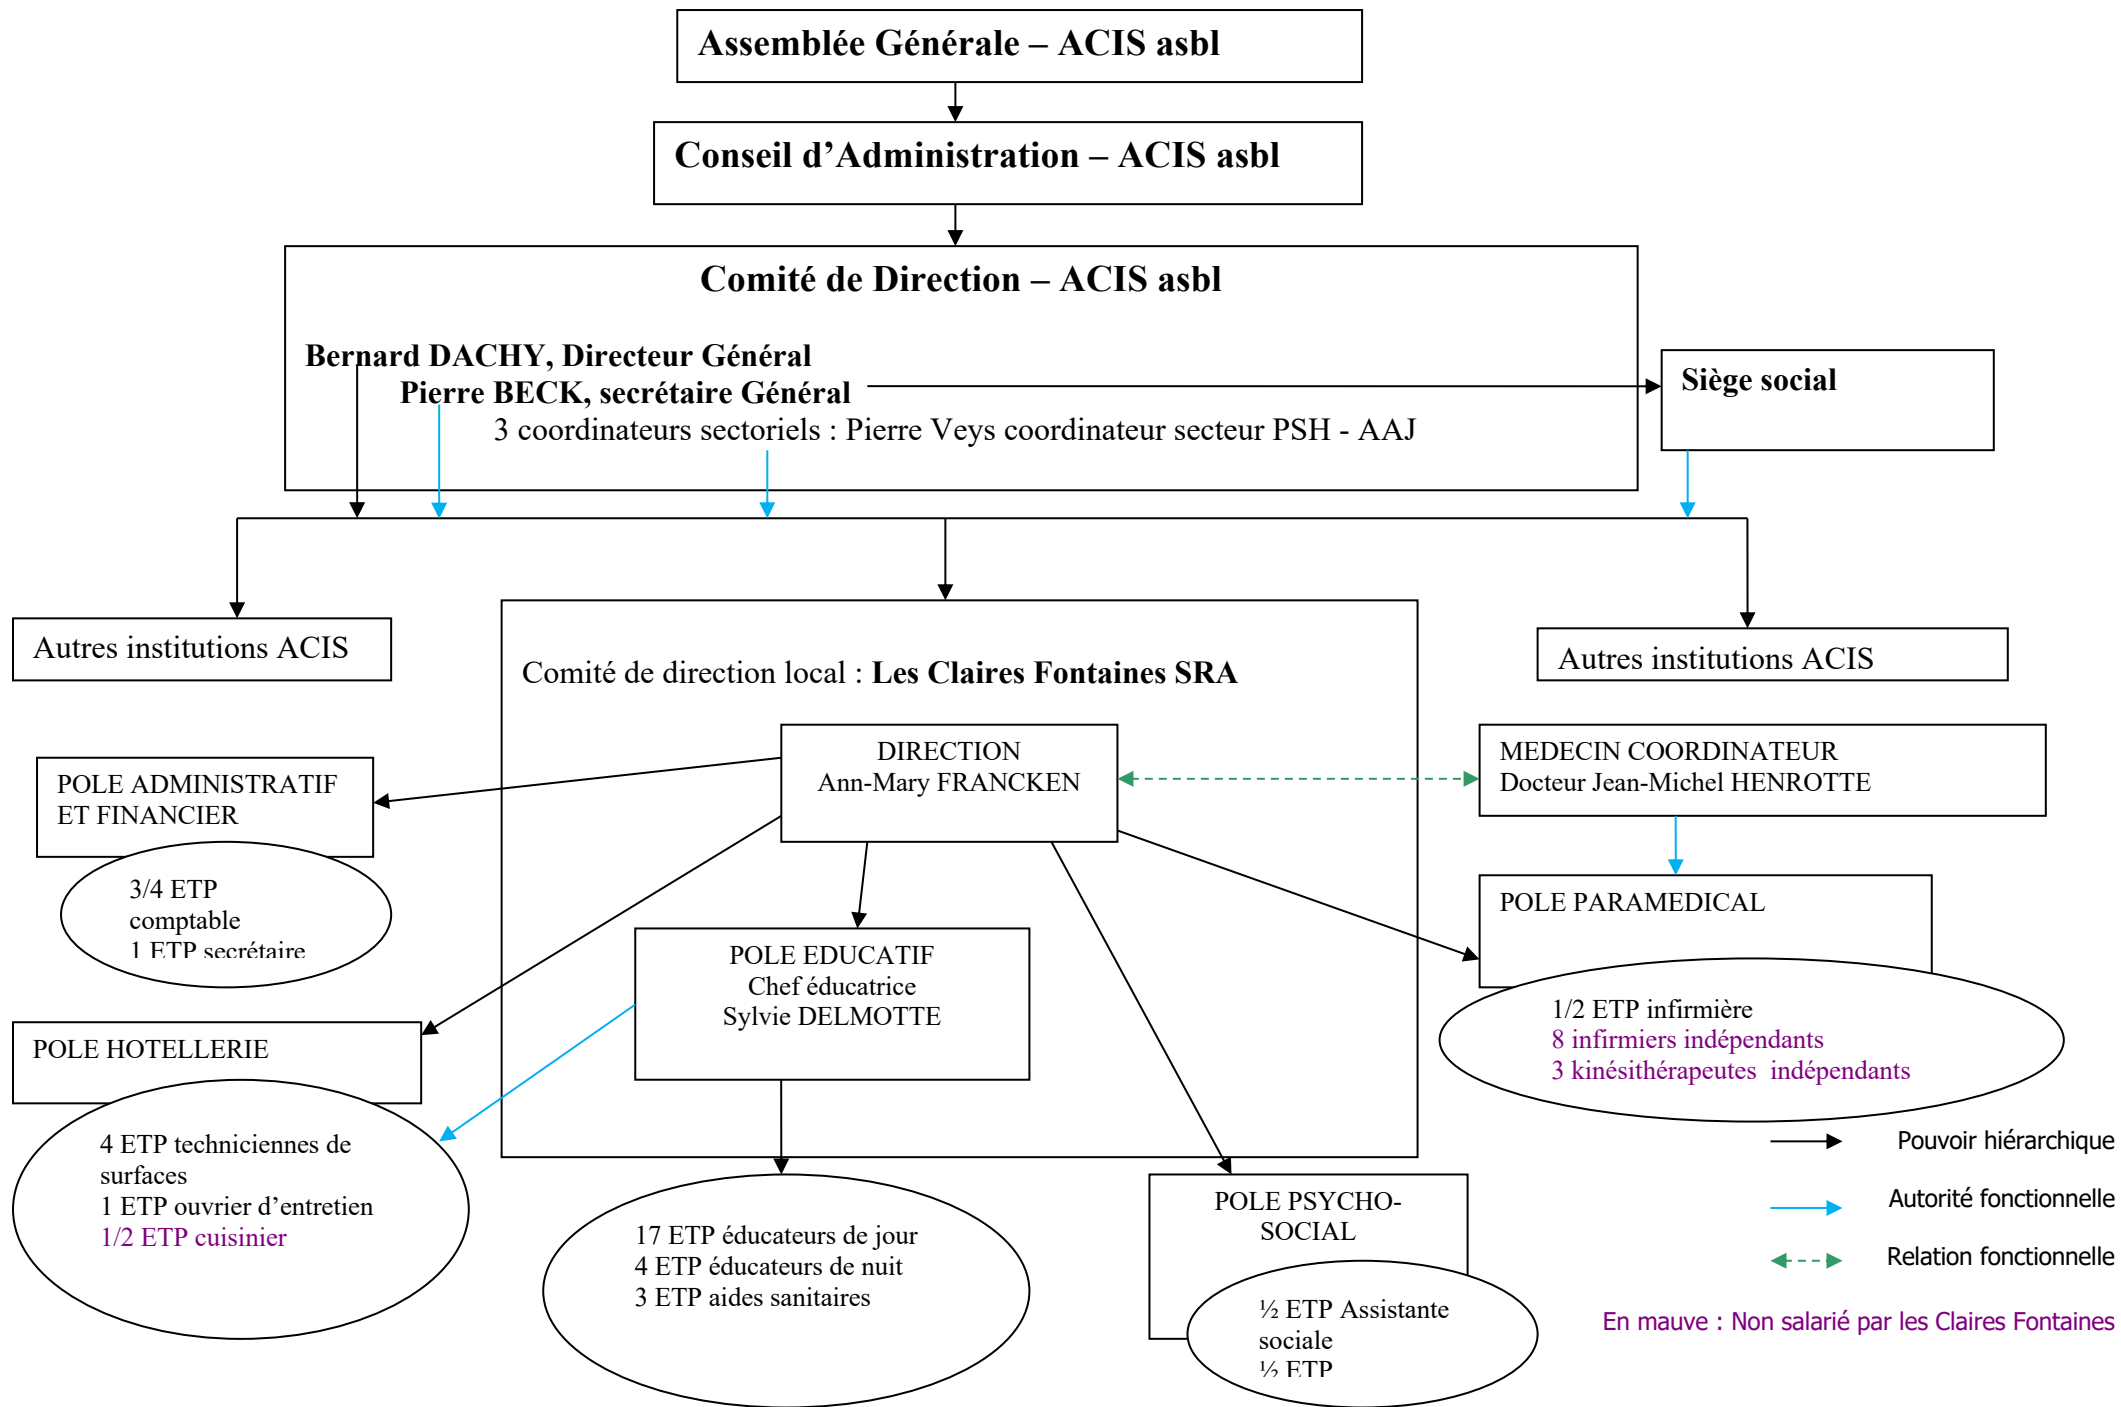 Assemblée Générale – ACIS asbl
Conseil d’Administration – ACIS asbl
Comité de Direction – ACIS asbl
Bernard DACHY, Directeur Général
Pierre BECK, secrétaire Général
3 coordinateurs sectoriels : Pierre Veys coordinateur secteur PSH - AAJ
Siège social
Autres institutions ACIS
Comité de direction local : Les Claires Fontaines SRA
Autres institutions ACIS
DIRECTION
Ann-Mary FRANCKEN
MEDECIN COORDINATEUR
Docteur Jean-Michel HENROTTE
POLE ADMINISTRATIF
ET FINANCIER
3/4 ETP
comptable
1 ETP secrétaire
POLE EDUCATIF
Chef éducatrice
Sylvie DELMOTTE
POLE PARAMEDICAL
1/2 ETP infirmière
8 infirmiers indépendants
3 kinésithérapeutes  indépendants
POLE HOTELLERIE
4 ETP techniciennes de
surfaces
1 ETP ouvrier d’entretien
1/2 ETP cuisinier
17 ETP éducateurs de jour
4 ETP éducateurs de nuit
3 ETP aides sanitaires
POLE PSYCHO-
SOCIAL
½ ETP Assistante
sociale
½ ETP
Pouvoir hiérarchique
Autorité fonctionnelle
Relation fonctionnelle
En mauve : Non salarié par les Claires Fontaines